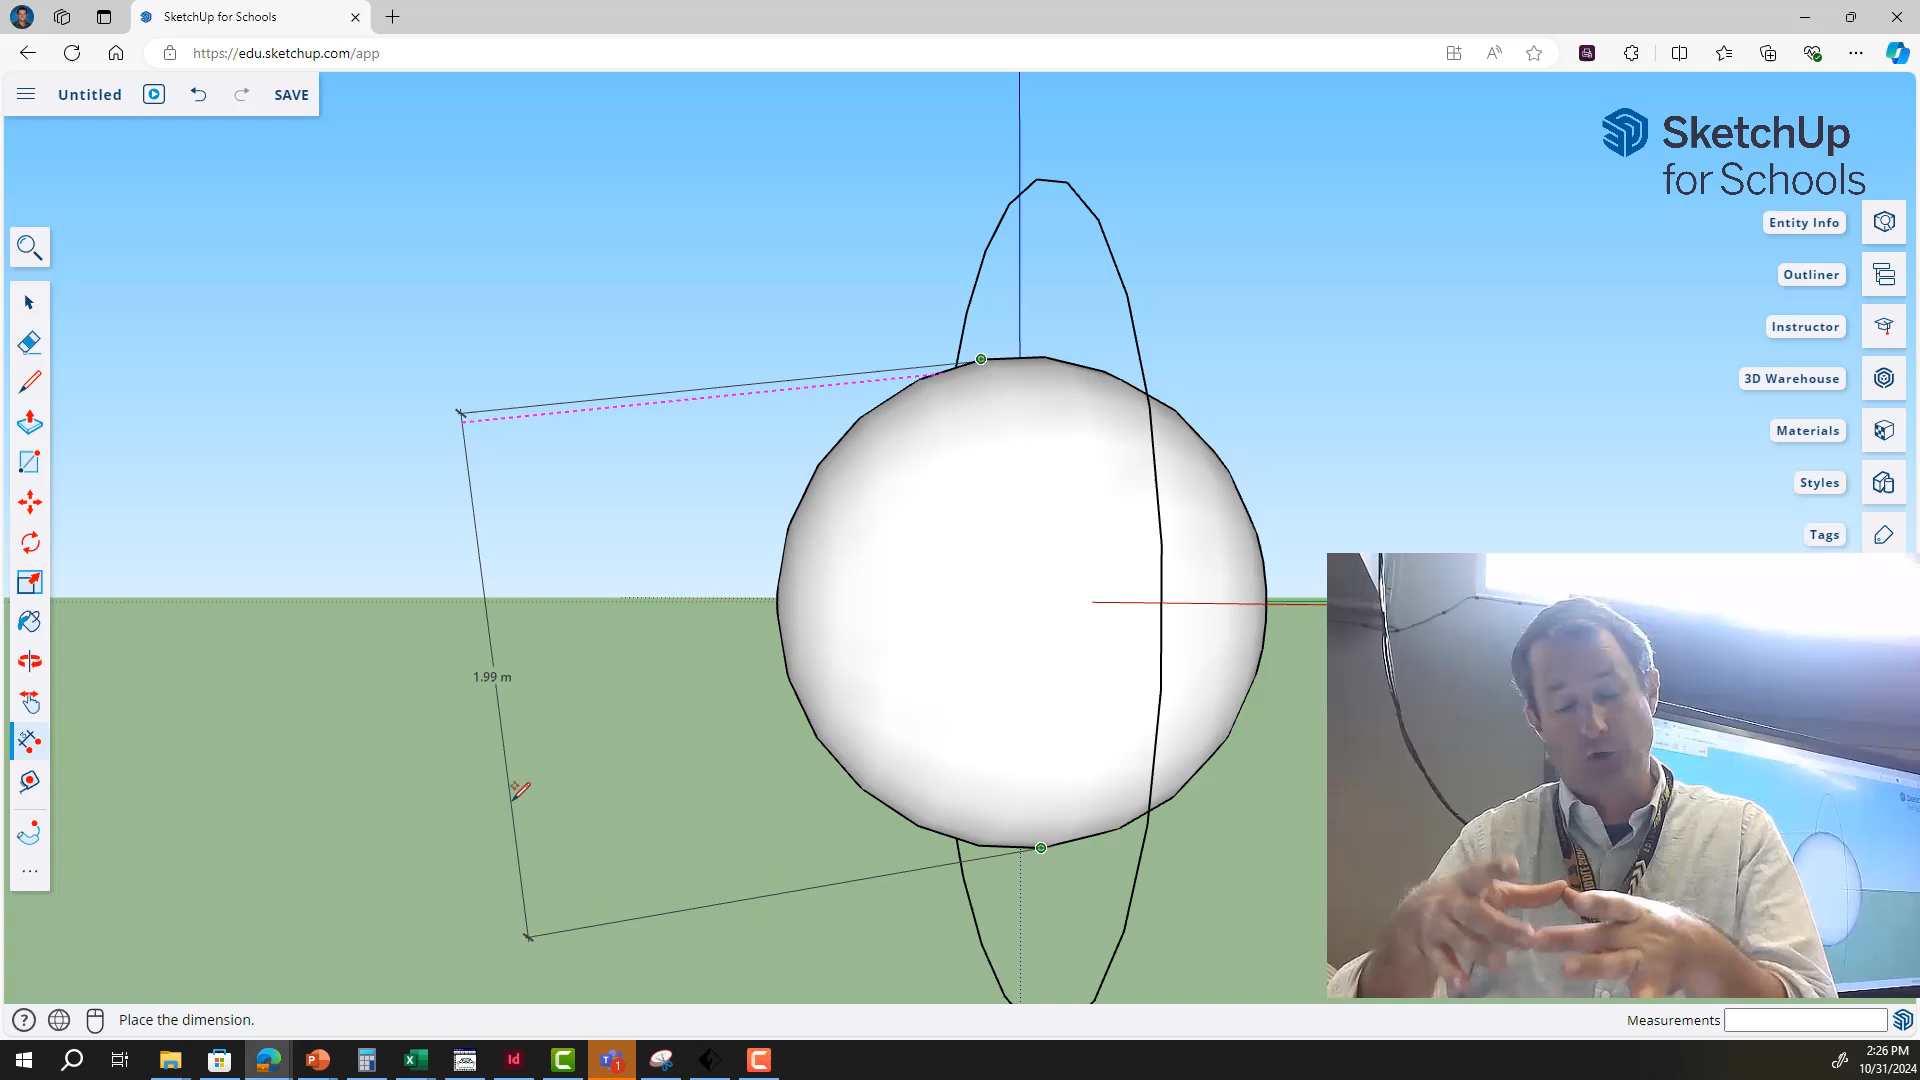 SketchUp for Schools
https://edu.sketchup.com/app
Untitled
SAVE
SketchUp
for Schools
Entity Info
Outliner
Instructor
3D Warehouse
Materials
Styles
Tags
1.99 m
Place the dimension.
Measurements
2:26 PM
10/31/2024